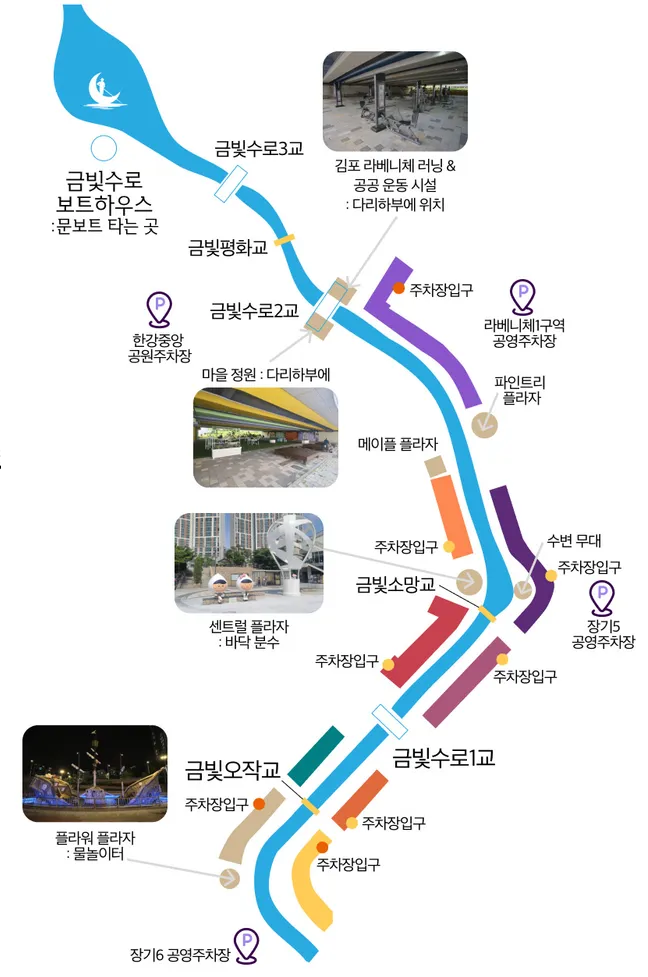 금빛수로3교
김포 라베니체 러닝 &
공공 운동 시설
: 다리하부에 위치
금빛수로
보트하우스
: 문보트 타는 곳
금빛평화교
주차장입구
P
라베니체1구역
공영주차장
P
한강중앙
공원주차장
금빛수로2교
마을 정원 : 다리하부에
파인트리
플라자
메이플 플라자
주차장입구
수변 무대
주차장입구
금빛소망교
P
장기5
공영주차장
센트럴 플라자
: 바닥 분수
주차장입구
주차장입구
금빛수로1교
금빛오작교
주차장입구
주차장입구
플라워 플라자
: 물놀이터
주차장입구
장기6 공영주차장
P